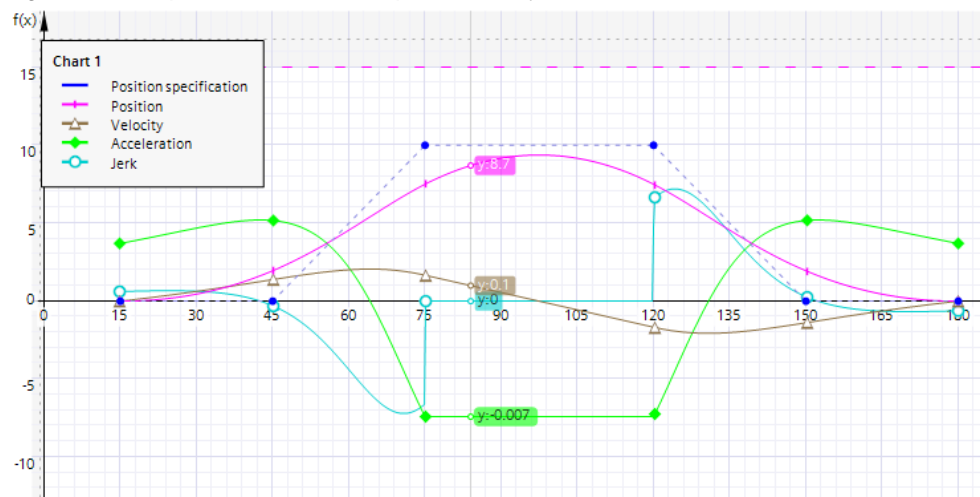 f(x)
15
Chart 1
Position specification
Position
Velocity
Acceleration
Jerk
10
y:8.7
5
y:0.1
y:0
0
0 15 30 45 60 75 90 105 120 135 150 165 180
-5
y:-0.007
-10